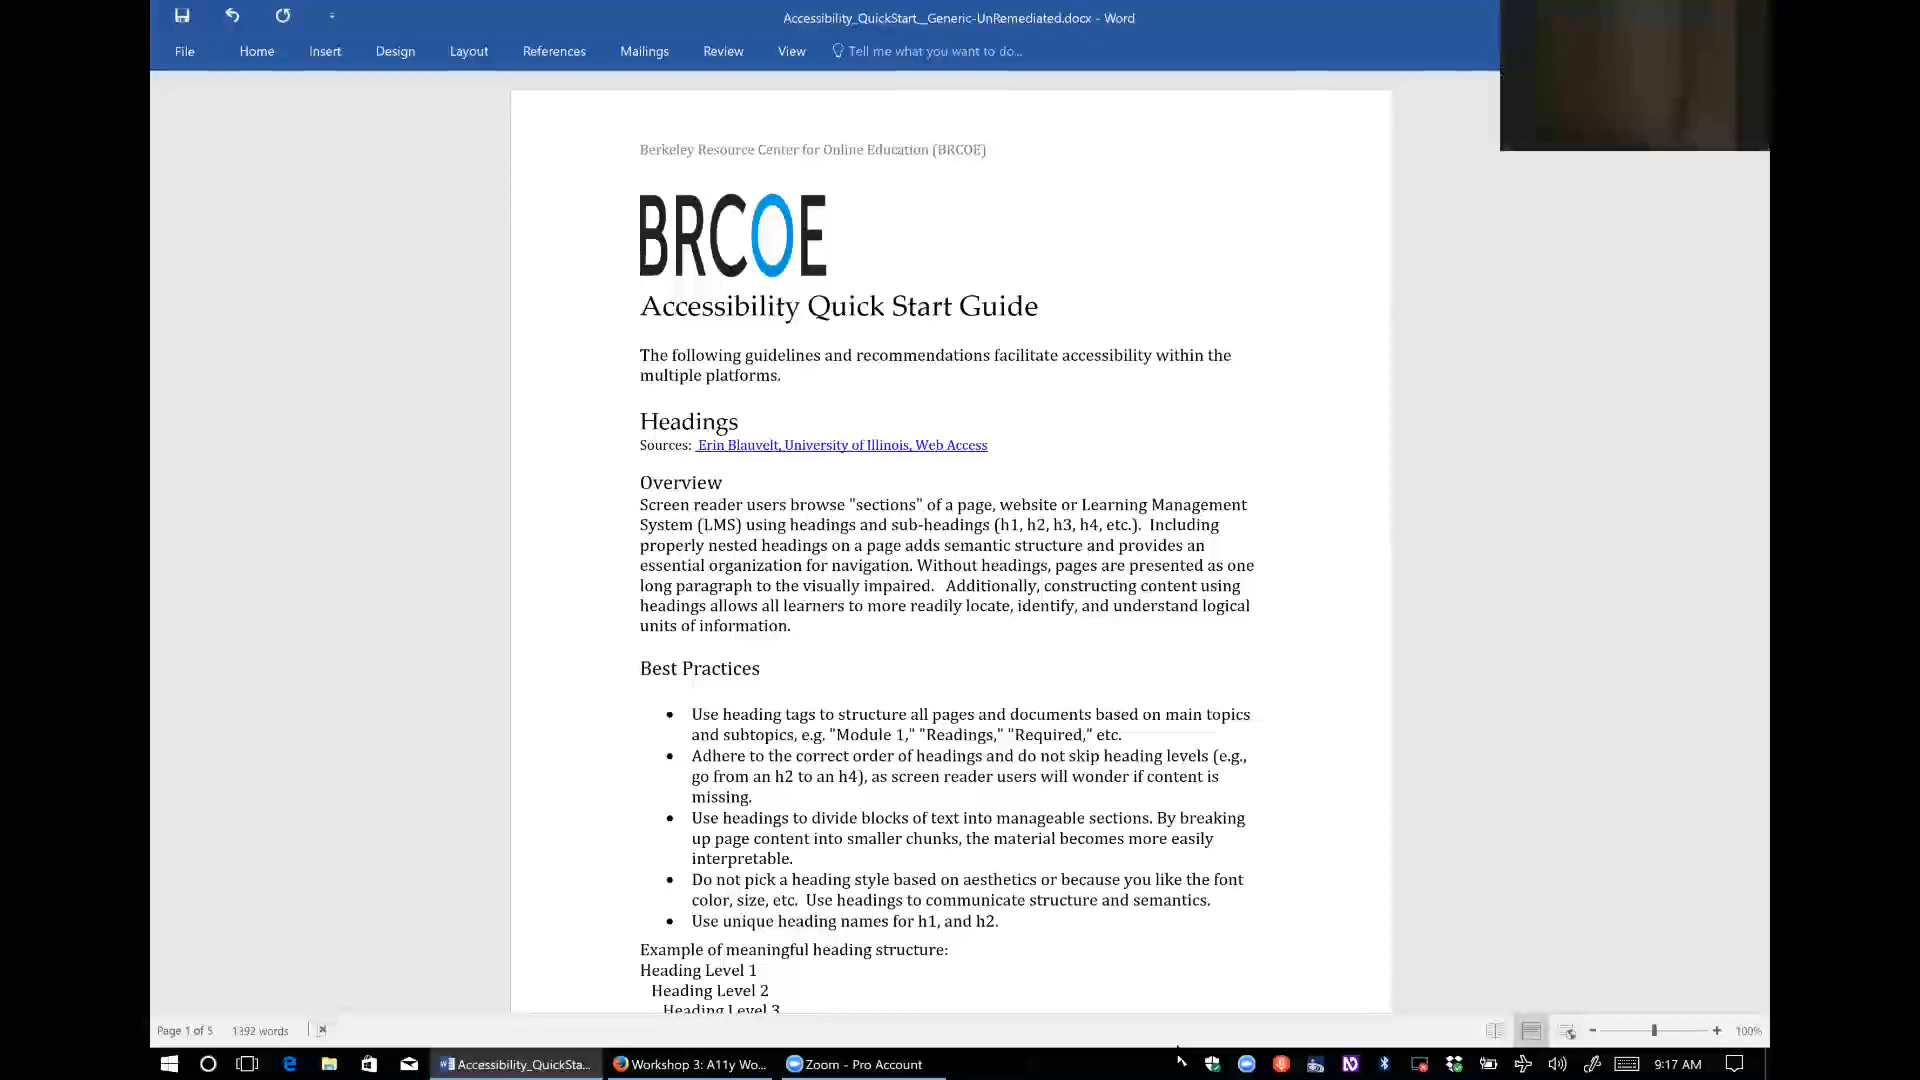 Accessibility_QuickStart__Generic-UnRemediated.docx - Word
File Home Insert Design Layout References Mailings Review View Tell me what you want to do...
Berkeley Resource Center for Online Education (BRCOE)
BRCOE
Accessibility Quick Start Guide
The following guidelines and recommendations facilitate accessibility within the
multiple platforms.
Headings
Sources: Erin Blauvelt, University of Illinois, Web Access
Overview
Screen reader users browse "sections" of a page, website or Learning Management
System (LMS) using headings and sub-headings (h1, h2, h3, h4, etc.). Including
properly nested headings on a page adds semantic structure and provides an
essential organization for navigation. Without headings, pages are presented as one
long paragraph to the visually impaired. Additionally, constructing content using
headings allows all learners to more readily locate, identify, and understand logical
units of information.
Best Practices
• Use heading tags to structure all pages and documents based on main topics
and subtopics, e.g. "Module 1," "Readings," "Required," etc.
• Adhere to the correct order of headings and do not skip heading levels (e.g.,
go from an h2 to an h4), as screen reader users will wonder if content is
missing.
• Use headings to divide blocks of text into manageable sections. By breaking
up page content into smaller chunks, the material becomes more easily
interpretable.
• Do not pick a heading style based on aesthetics or because you like the font
color, size, etc. Use headings to communicate structure and semantics.
• Use unique heading names for h1, and h2.
Example of meaningful heading structure:
Heading Level 1
Heading Level 2
Heading Level 3
Page 1 of 5 1392 words 100%
Accessibility_QuickSta... Workshop 3: A11y Wo... Zoom - Pro Account 9:17 AM